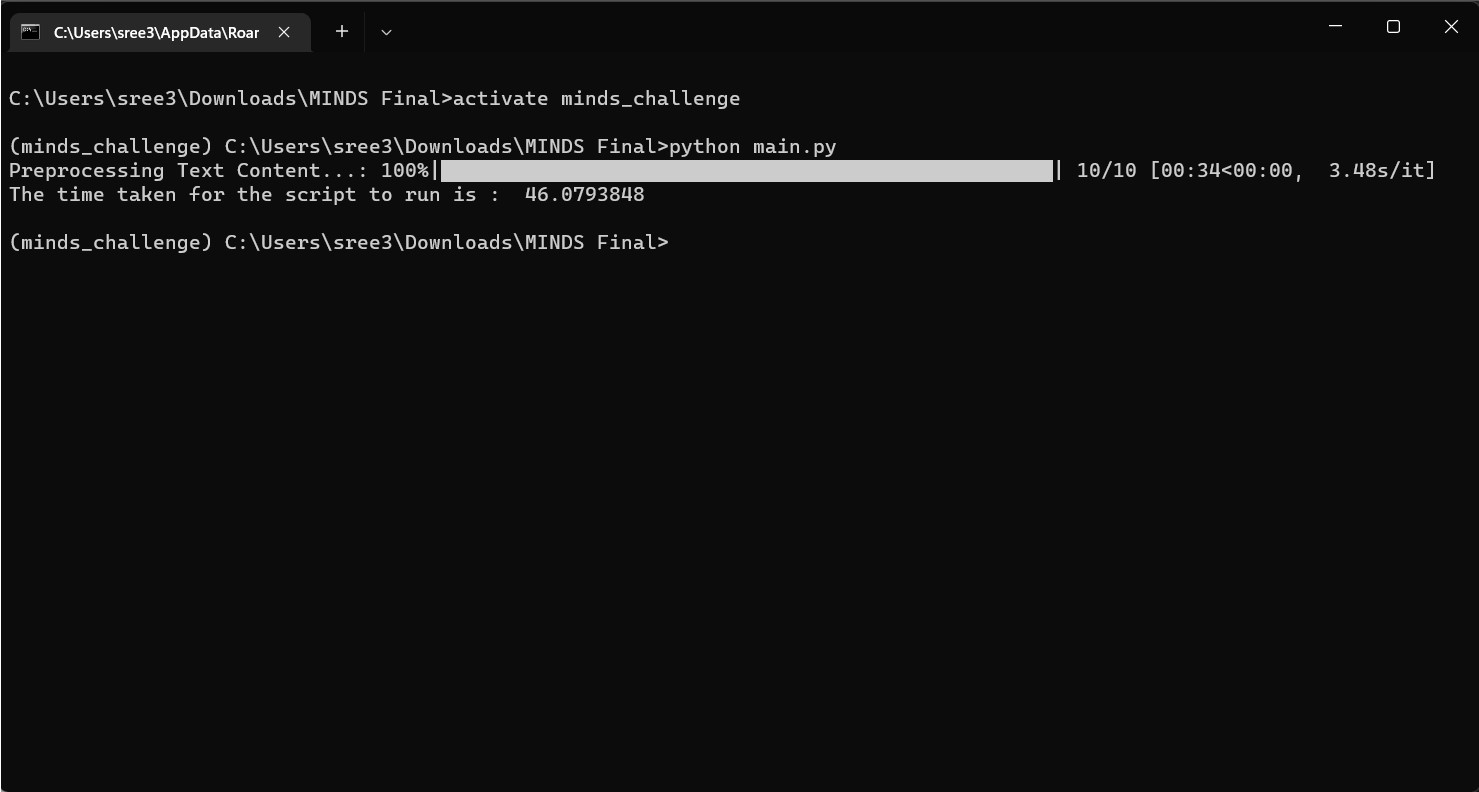 C:\Users\sree3\AppData\Roar
C:\Users\sree3\Downloads\MINDS Final>activate minds_challenge
(minds_challenge) C:\Users\sree3\Downloads\MINDS Final>python main.py
Preprocessing Text Content...: 100%|██████████| 10/10 [00:34<00:00,  3.48s/it]
The time taken for the script to run is :  46.0793848
(minds_challenge) C:\Users\sree3\Downloads\MINDS Final>